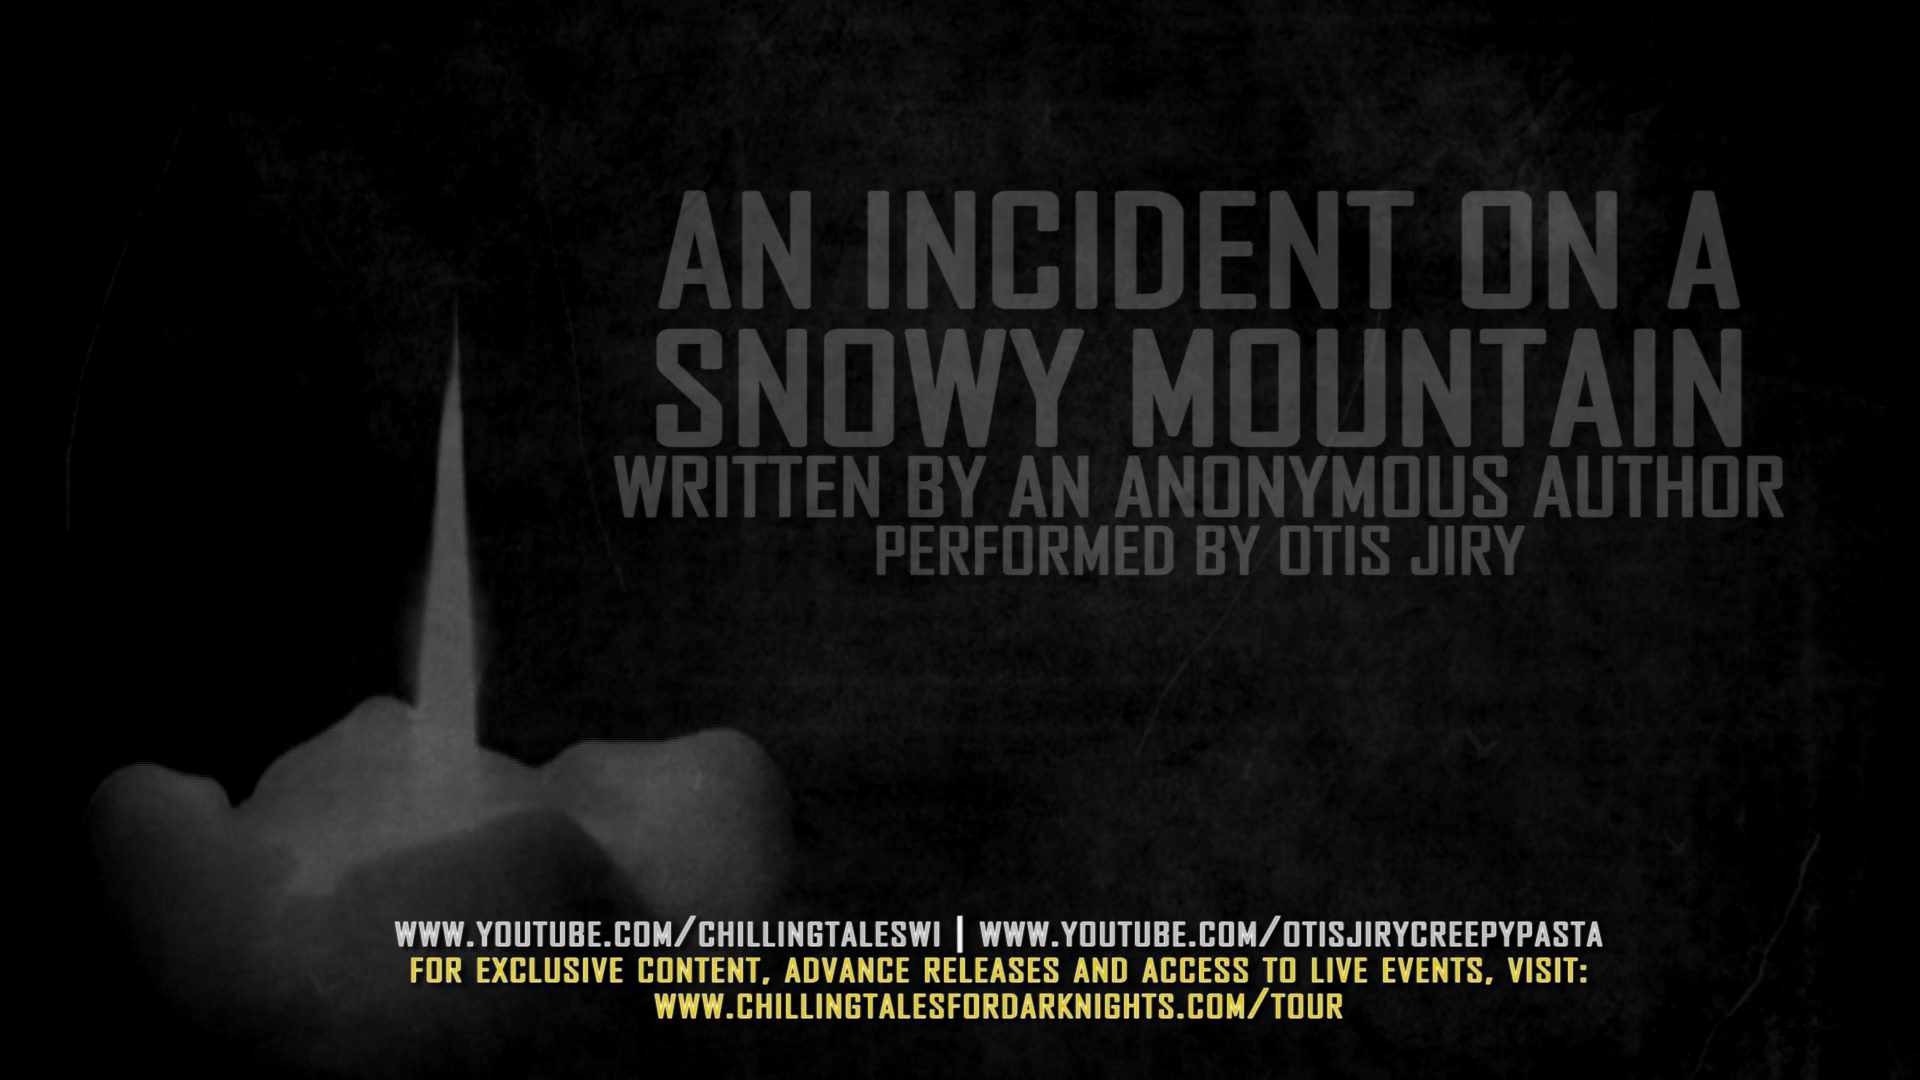 AN INCIDENT ON A
SNOWY MOUNTAIN
WRITTEN BY AN ANONYMOUS AUTHOR
PERFORMED BY OTIS JIRY
WWW.YOUTUBE.COM/CHILLINGTALESWI | WWW.YOUTUBE.COM/OTISJIRYCREEPYPASTA
FOR EXCLUSIVE CONTENT, ADVANCE RELEASES AND ACCESS TO LIVE EVENTS, VISIT:
WWW.CHILLINGTALESFORDARKNIGHTS.COM/TOUR